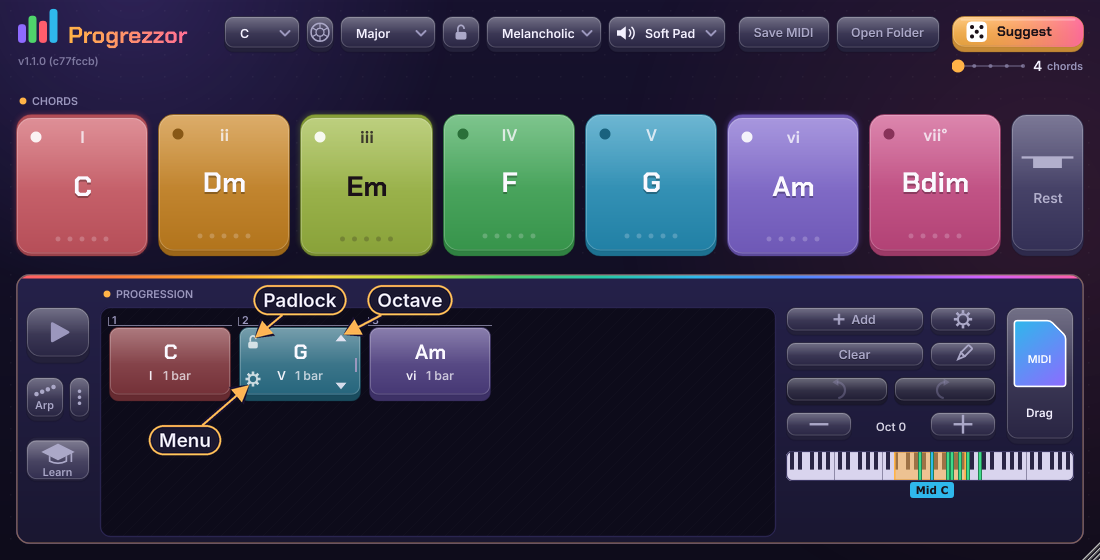 Progrezzor
v1.1.0 (c77fccb)
C
Major
Melancholic
Soft Pad
Save MIDI
Open Folder
Suggest
4 chords
CHORDS
I
C
ii
Dm
iii
Em
IV
F
V
G
vi
Am
vii°
Bdim
Rest
PROGRESSION
Padlock
Octave
1
2
C
I 1 bar
G
V 1 bar
Am
vi 1 bar
Menu
Arp
Learn
Add
Clear
Oct 0
MIDI
Drag
Mid C